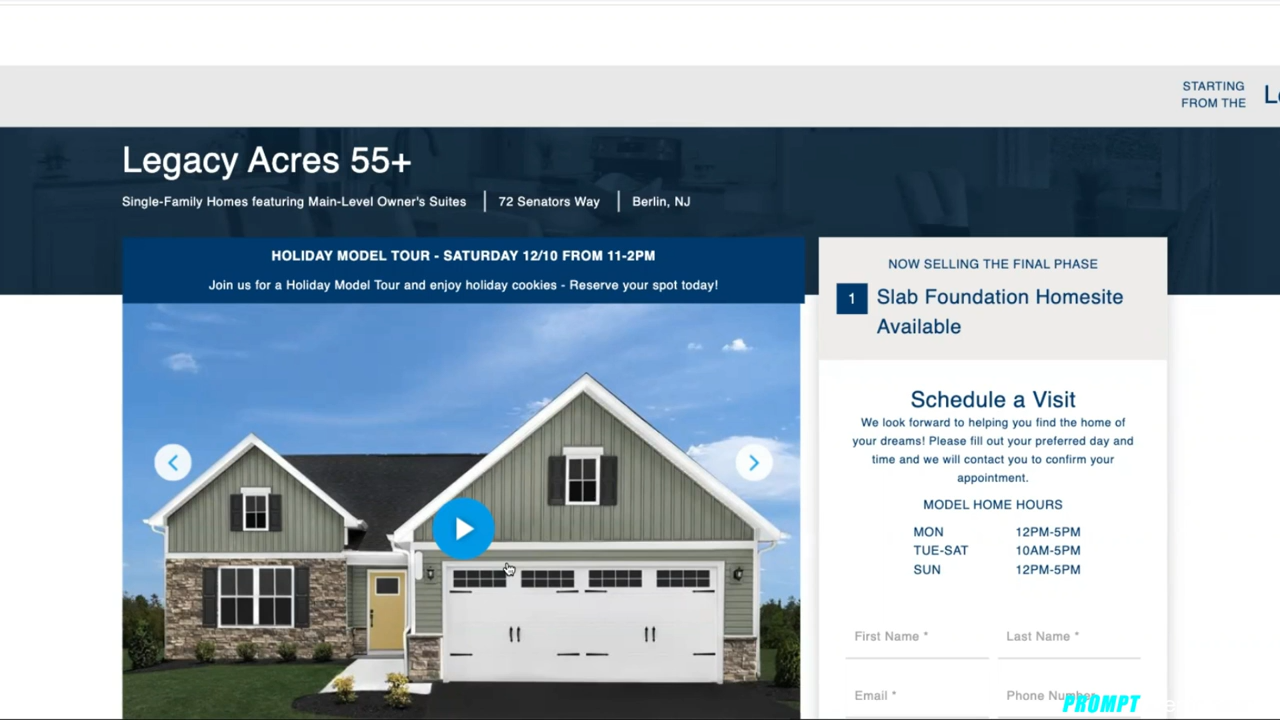 STARTING
FROM THE
Legacy Acres 55+
Single-Family Homes featuring Main-Level Owner's Suites
72 Senators Way
Berlin, NJ
HOLIDAY MODEL TOUR - SATURDAY 12/10 FROM 11-2PM
Join us for a Holiday Model Tour and enjoy holiday cookies - Reserve your spot today!
NOW SELLING THE FINAL PHASE
1
Slab Foundation Homesite
Available
Schedule a Visit
We look forward to helping you find the home of
your dreams! Please fill out your preferred day and
time and we will contact you to confirm your
appointment.
MODEL HOME HOURS
MON 12PM-5PM
TUE-SAT 10AM-5PM
SUN 12PM-5PM
First Name *
Last Name *
Email *
Phone
PROMPT